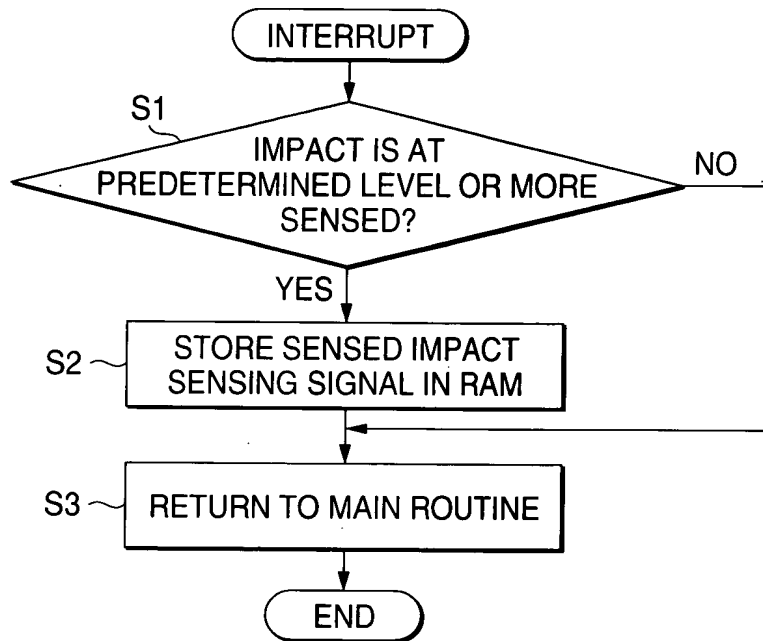 INTERRUPT
S1
IMPACT IS AT
PREDETERMINED LEVEL OR MORE
SENSED?
NO
YES
S2
STORE SENSED IMPACT
SENSING SIGNAL IN RAM
S3
RETURN TO MAIN ROUTINE
END